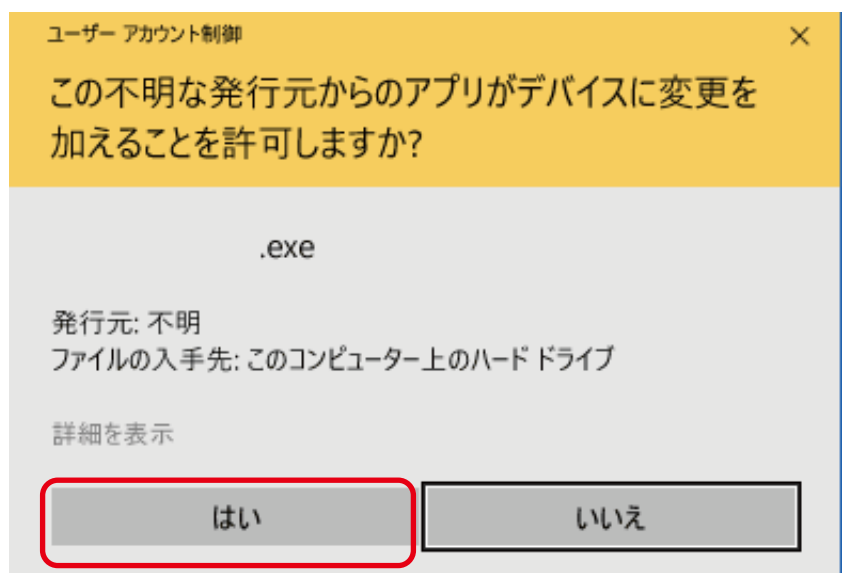 ユーザー アカウント制御
この不明な発行元からのアプリがデバイスに変更を
加えることを許可しますか?
.exe
発行元: 不明
ファイルの入手先: このコンピューター上のハード ドライブ
詳細を表示
はい
いいえ